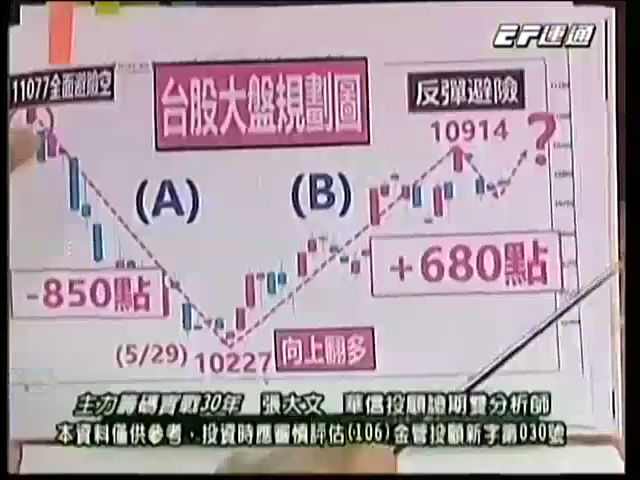 EF運通
11077全面避險空
台股大盤規劃圖
反彈避險
10914
?
(A)
(B)
-850點
+680點
(5/29)
10227
向上翻多
主力籌碼實戰30年 張大文 華信投顧證期雙分析師
本資料僅供參考,投資時應審慎評估(106)金管投顧新字第030號